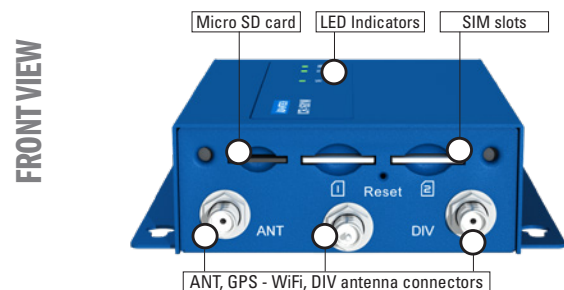 Micro SD card
LED Indicators
SIM slots
FRONT VIEW
1
Reset
2
ANT
DIV
ANT, GPS - WiFi, DIV antenna connectors